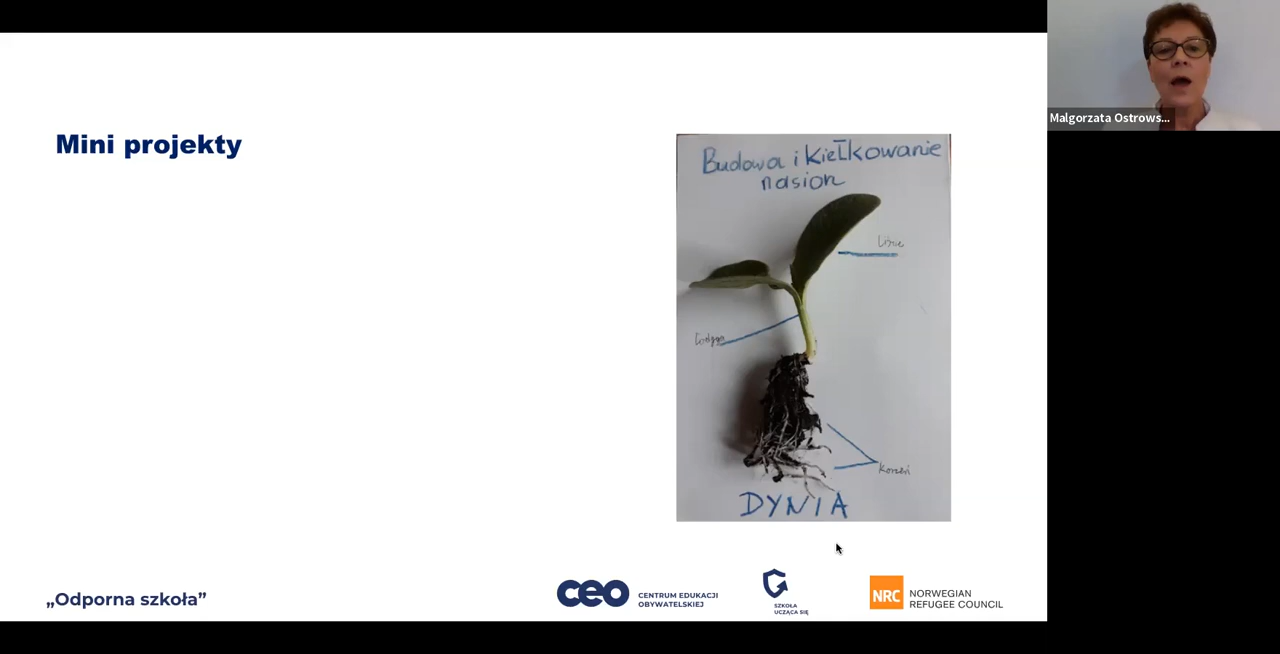 Malgorzata Ostrows...
Mini projekty
Budowa i Kiełkowanie
nasion
Liście
Łodyga
Korzeń
DYNIA
„Odporna szkoła”
ceo
CENTRUM EDUKACJI
OBYWATELSKIEJ
SZKOŁA
UCZĄCA SIĘ
NRC
NORWEGIAN
REFUGEE COUNCIL